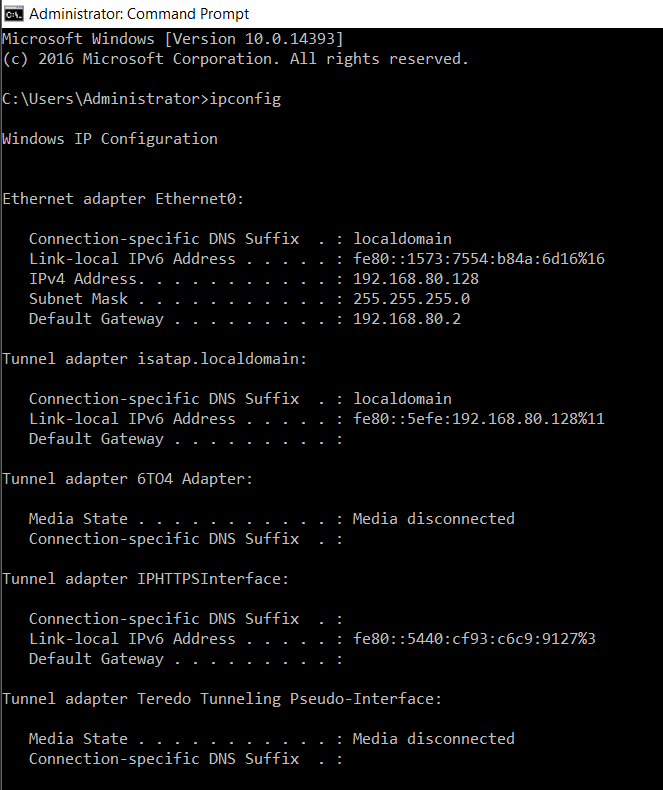 Administrator: Command Prompt
Microsoft Windows [Version 10.0.14393]
(c) 2016 Microsoft Corporation. All rights reserved.
C:\Users\Administrator>ipconfig
Windows IP Configuration
Ethernet adapter Ethernet0:
Connection-specific DNS Suffix  . : localdomain
Link-local IPv6 Address . . . . . : fe80::1573:7554:b84a:6d16%16
IPv4 Address. . . . . . . . . . . : 192.168.80.128
Subnet Mask . . . . . . . . . . . : 255.255.255.0
Default Gateway . . . . . . . . . : 192.168.80.2
Tunnel adapter isatap.localdomain:
Connection-specific DNS Suffix  . : localdomain
Link-local IPv6 Address . . . . . : fe80::5efe:192.168.80.128%11
Default Gateway . . . . . . . . . :
Tunnel adapter 6TO4 Adapter:
Media State . . . . . . . . . . . : Media disconnected
Connection-specific DNS Suffix  . :
Tunnel adapter IPHTTPSInterface:
Connection-specific DNS Suffix  . :
Link-local IPv6 Address . . . . . : fe80::5440:cf93:c6c9:9127%3
Default Gateway . . . . . . . . . :
Tunnel adapter Teredo Tunneling Pseudo-Interface:
Media State . . . . . . . . . . . : Media disconnected
Connection-specific DNS Suffix  . :